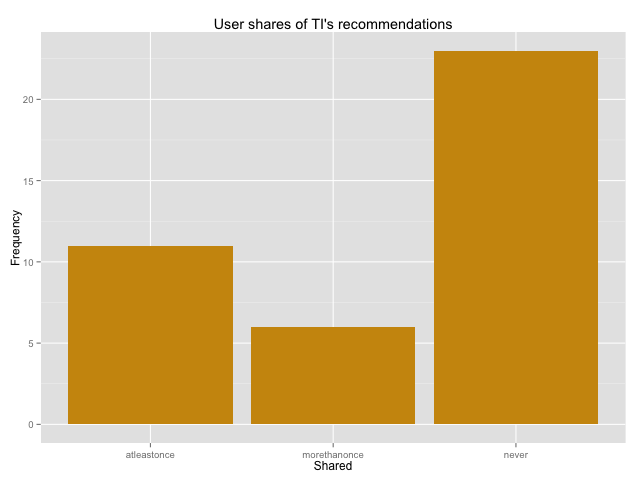 User shares of TI's recommendations
Frequency
20
15
10
5
0
atleastonce morethanonce never
Shared